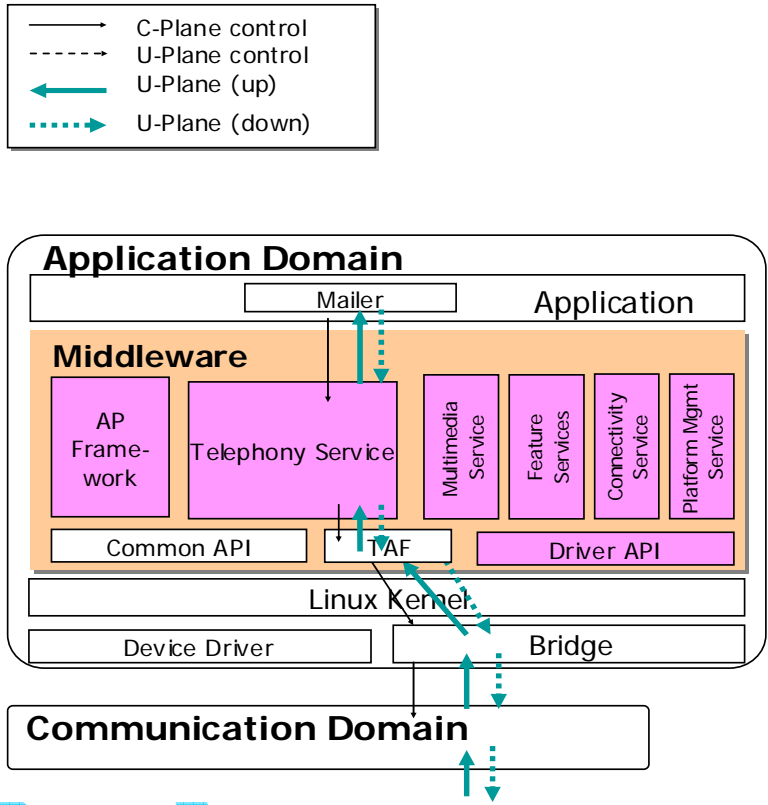 C-Plane control
U-Plane control
U-Plane (up)
U-Plane (down)
Application Domain
Mailer
Application
Middleware
AP
Frame-
work
Telephony Service
Multimedia
Service
Feature
Services
Connectivity
Service
Platform Mgmt
Service
Common API
TAF
Driver API
Linux Kernel
Device Driver
Bridge
Communication Domain